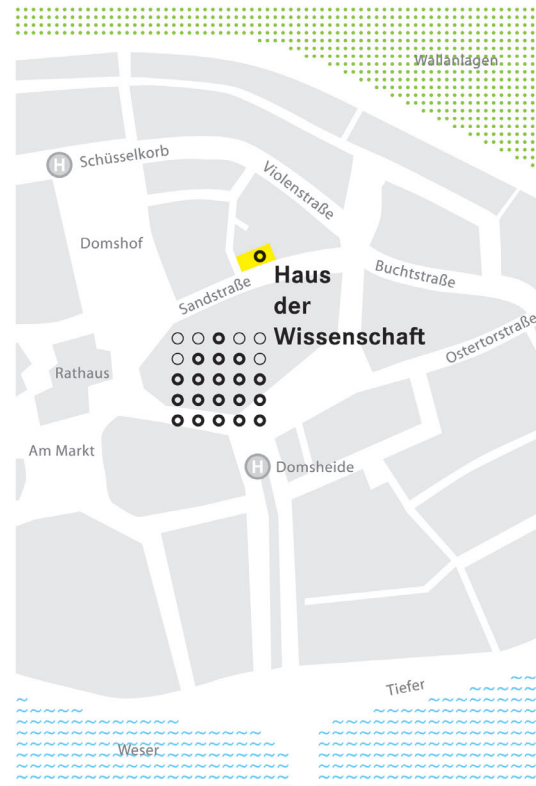 Wallanlagen
H Schüsselkorb
Violenstraße
Domshof
Buchtstraße
Sandstraße
Haus
der
Wissenschaft
Ostertorstraße
Rathaus
Am Markt
H Domsheide
Tiefer
Weser